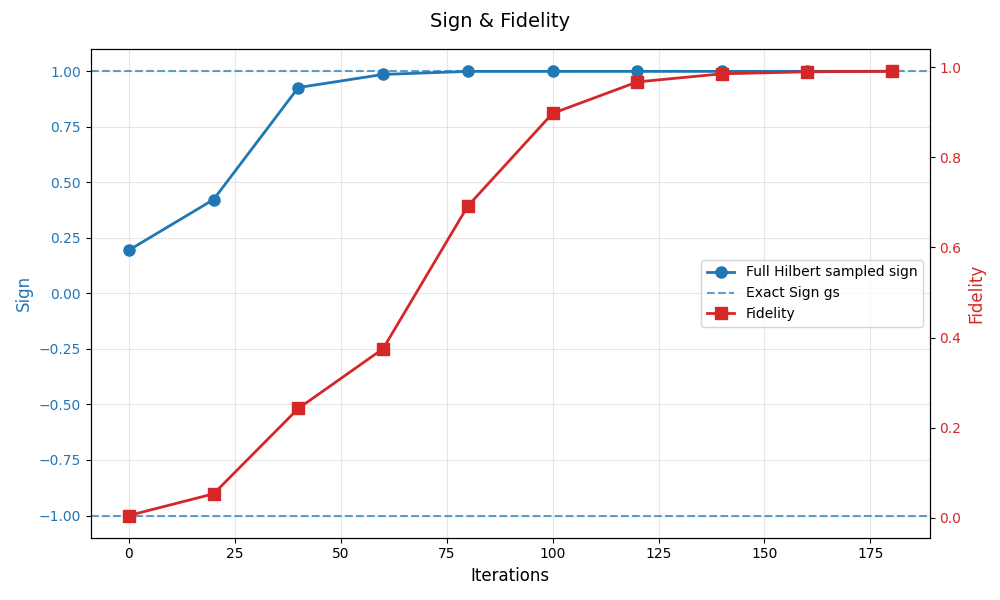 Sign & Fidelity
1.00
0.75
0.50
0.25
0.00
−0.25
−0.50
−0.75
−1.00
Sign
1.0
0.8
0.6
0.4
0.2
0.0
Fidelity
Full Hilbert sampled sign
Exact Sign gs
Fidelity
0 25 50 75 100 125 150 175
Iterations